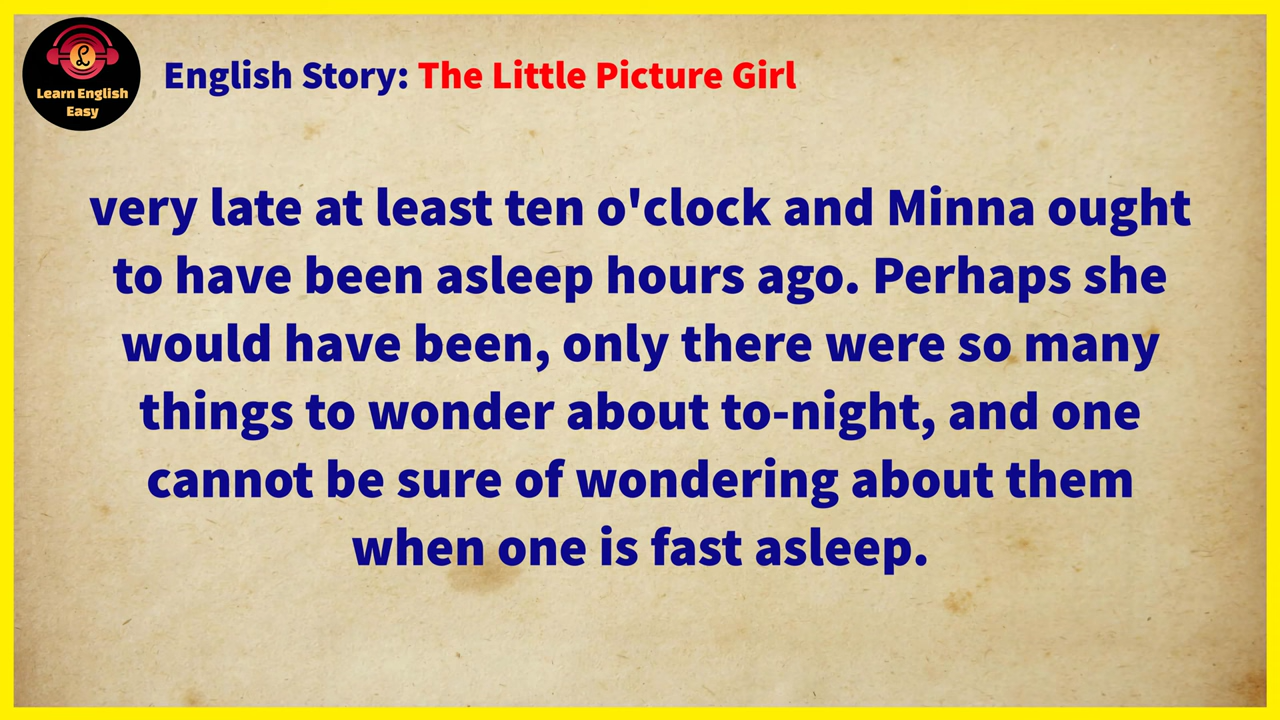 Learn English
Easy
English Story: The Little Picture Girl
very late at least ten o'clock and Minna ought
to have been asleep hours ago. Perhaps she
would have been, only there were so many
things to wonder about to-night, and one
cannot be sure of wondering about them
when one is fast asleep.